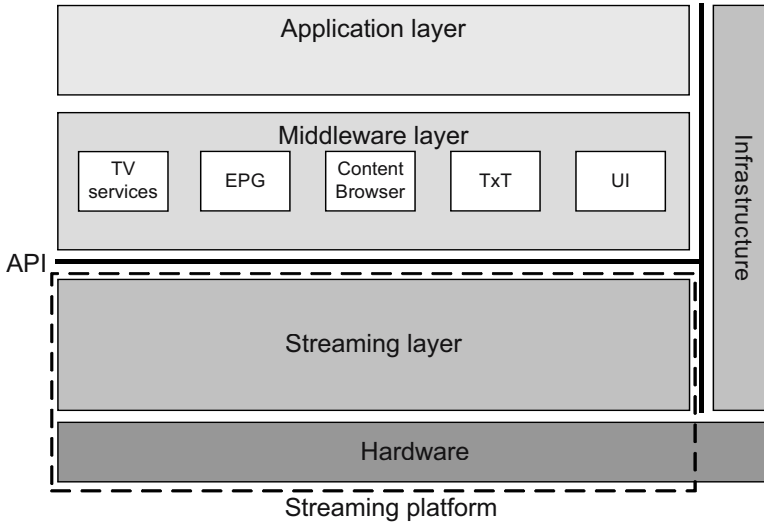 Application layer
Middleware layer
TV
services
EPG
Content
Browser
TxT
UI
Infrastructure
API
Streaming layer
Hardware
Streaming platform